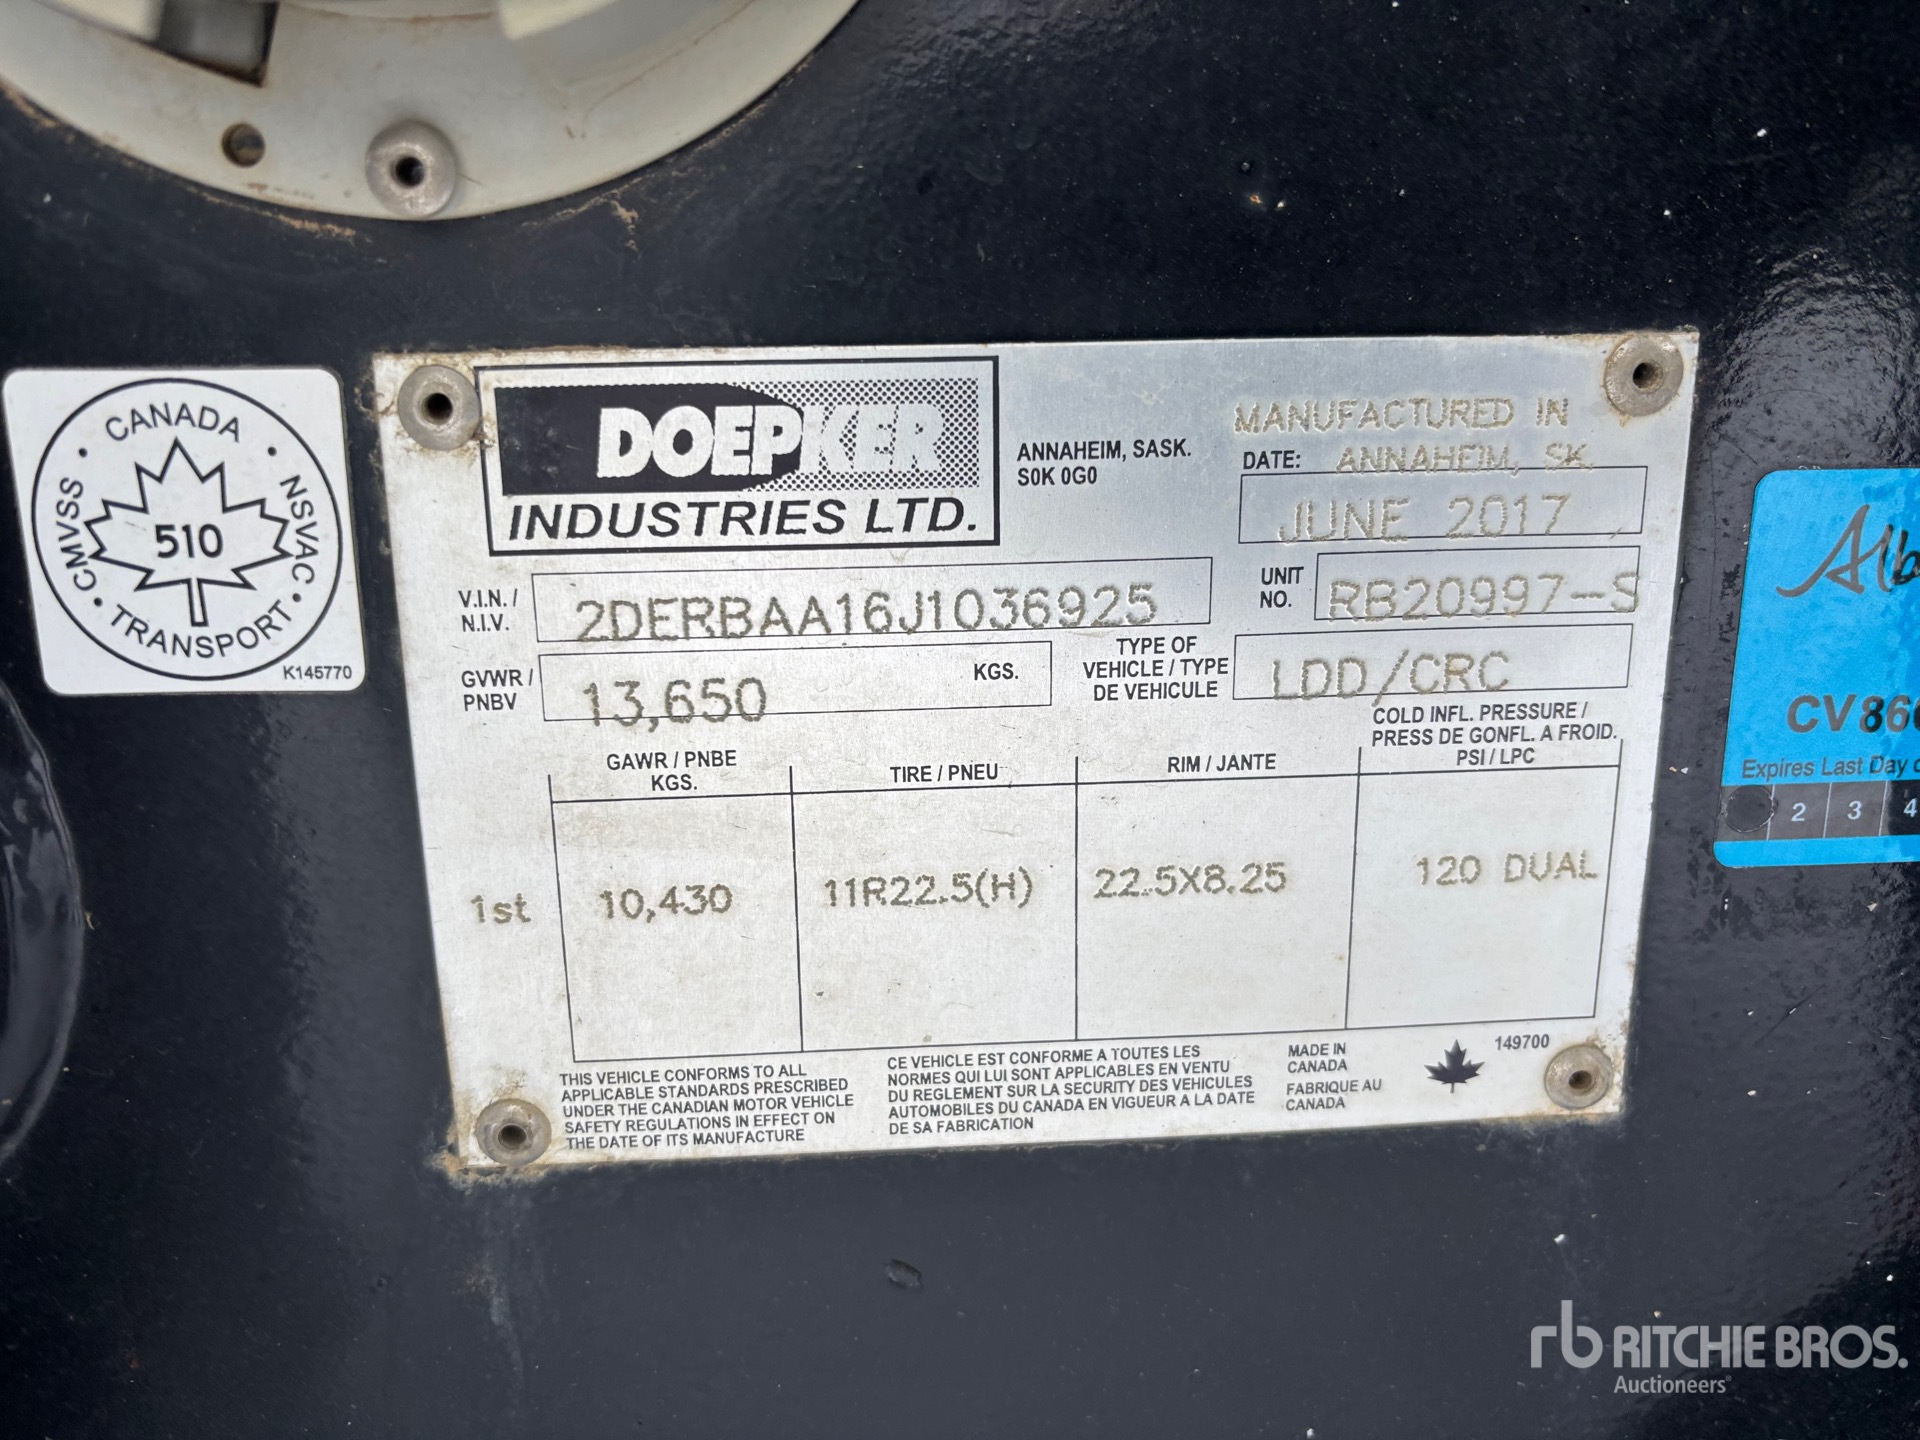 CANADA
CMVSS
NSVAC
510
TRANSPORT
K145770
DOEPKER
INDUSTRIES LTD.
ANNAHEIM, SASK.
S0K 0G0
MANUFACTURED IN
DATE: ANNAHEIM, SK
JUNE 2017
V.I.N. /
N.I.V.
2DERBAA16J1036925
UNIT
NO.
RB20997-S
GVWR /
PNBV
13,650
KGS.
TYPE OF
VEHICLE / TYPE
DE VEHICULE
LDD/CRC
GAWR / PNBE
KGS.
TIRE / PNEU
RIM / JANTE
COLD INFL. PRESSURE /
PRESS DE GONFL. A FROID.
PSI / LPC
1st
10,430
11R22.5(H)
22.5X8.25
120 DUAL
THIS VEHICLE CONFORMS TO ALL
APPLICABLE STANDARDS PRESCRIBED
UNDER THE CANADIAN MOTOR VEHICLE
SAFETY REGULATIONS IN EFFECT ON
THE DATE OF ITS MANUFACTURE
CE VEHICLE EST CONFORME A TOUTES LES
NORMES QUI LUI SONT APPLICABLES EN VENTU
DU REGLEMENT SUR LA SECURITY DES VEHICULES
AUTOMOBILES DU CANADA EN VIGUEUR A LA DATE
DE SA FABRICATION
MADE IN
CANADA
FABRIQUE AU
CANADA
149700
CV
Expires Last Day
2 3 4
rb RITCHIE BROS.
Auctioneers